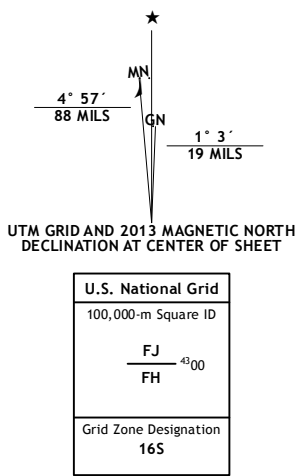 ★
MN.
GN
4° 57´
88 MILS
1° 3´
19 MILS
UTM GRID AND 2013 MAGNETIC NORTH
DECLINATION AT CENTER OF SHEET
U.S. National Grid
100,000-m Square ID
FJ
4300
FH
Grid Zone Designation
16S